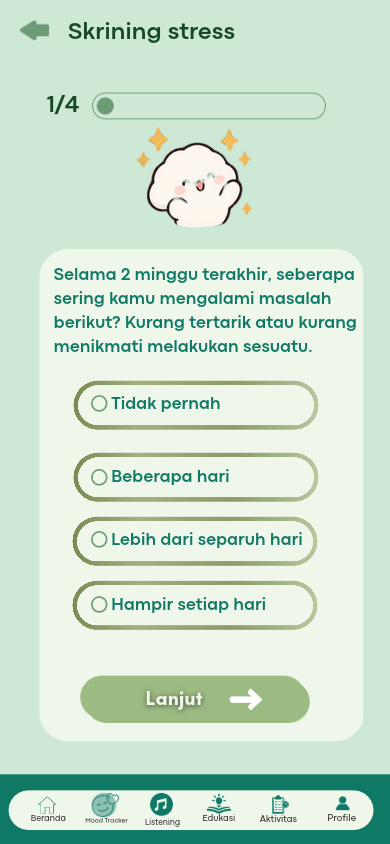 Skrining stress
1/4
Selama 2 minggu terakhir, seberapa
sering kamu mengalami masalah
berikut? Kurang tertarik atau kurang
menikmati melakukan sesuatu.
Tidak pernah
Beberapa hari
Lebih dari separuh hari
Hampir setiap hari
Lanjut
Beranda
Mood Tracker
Listening
Edukasi
Aktivitas
Profile